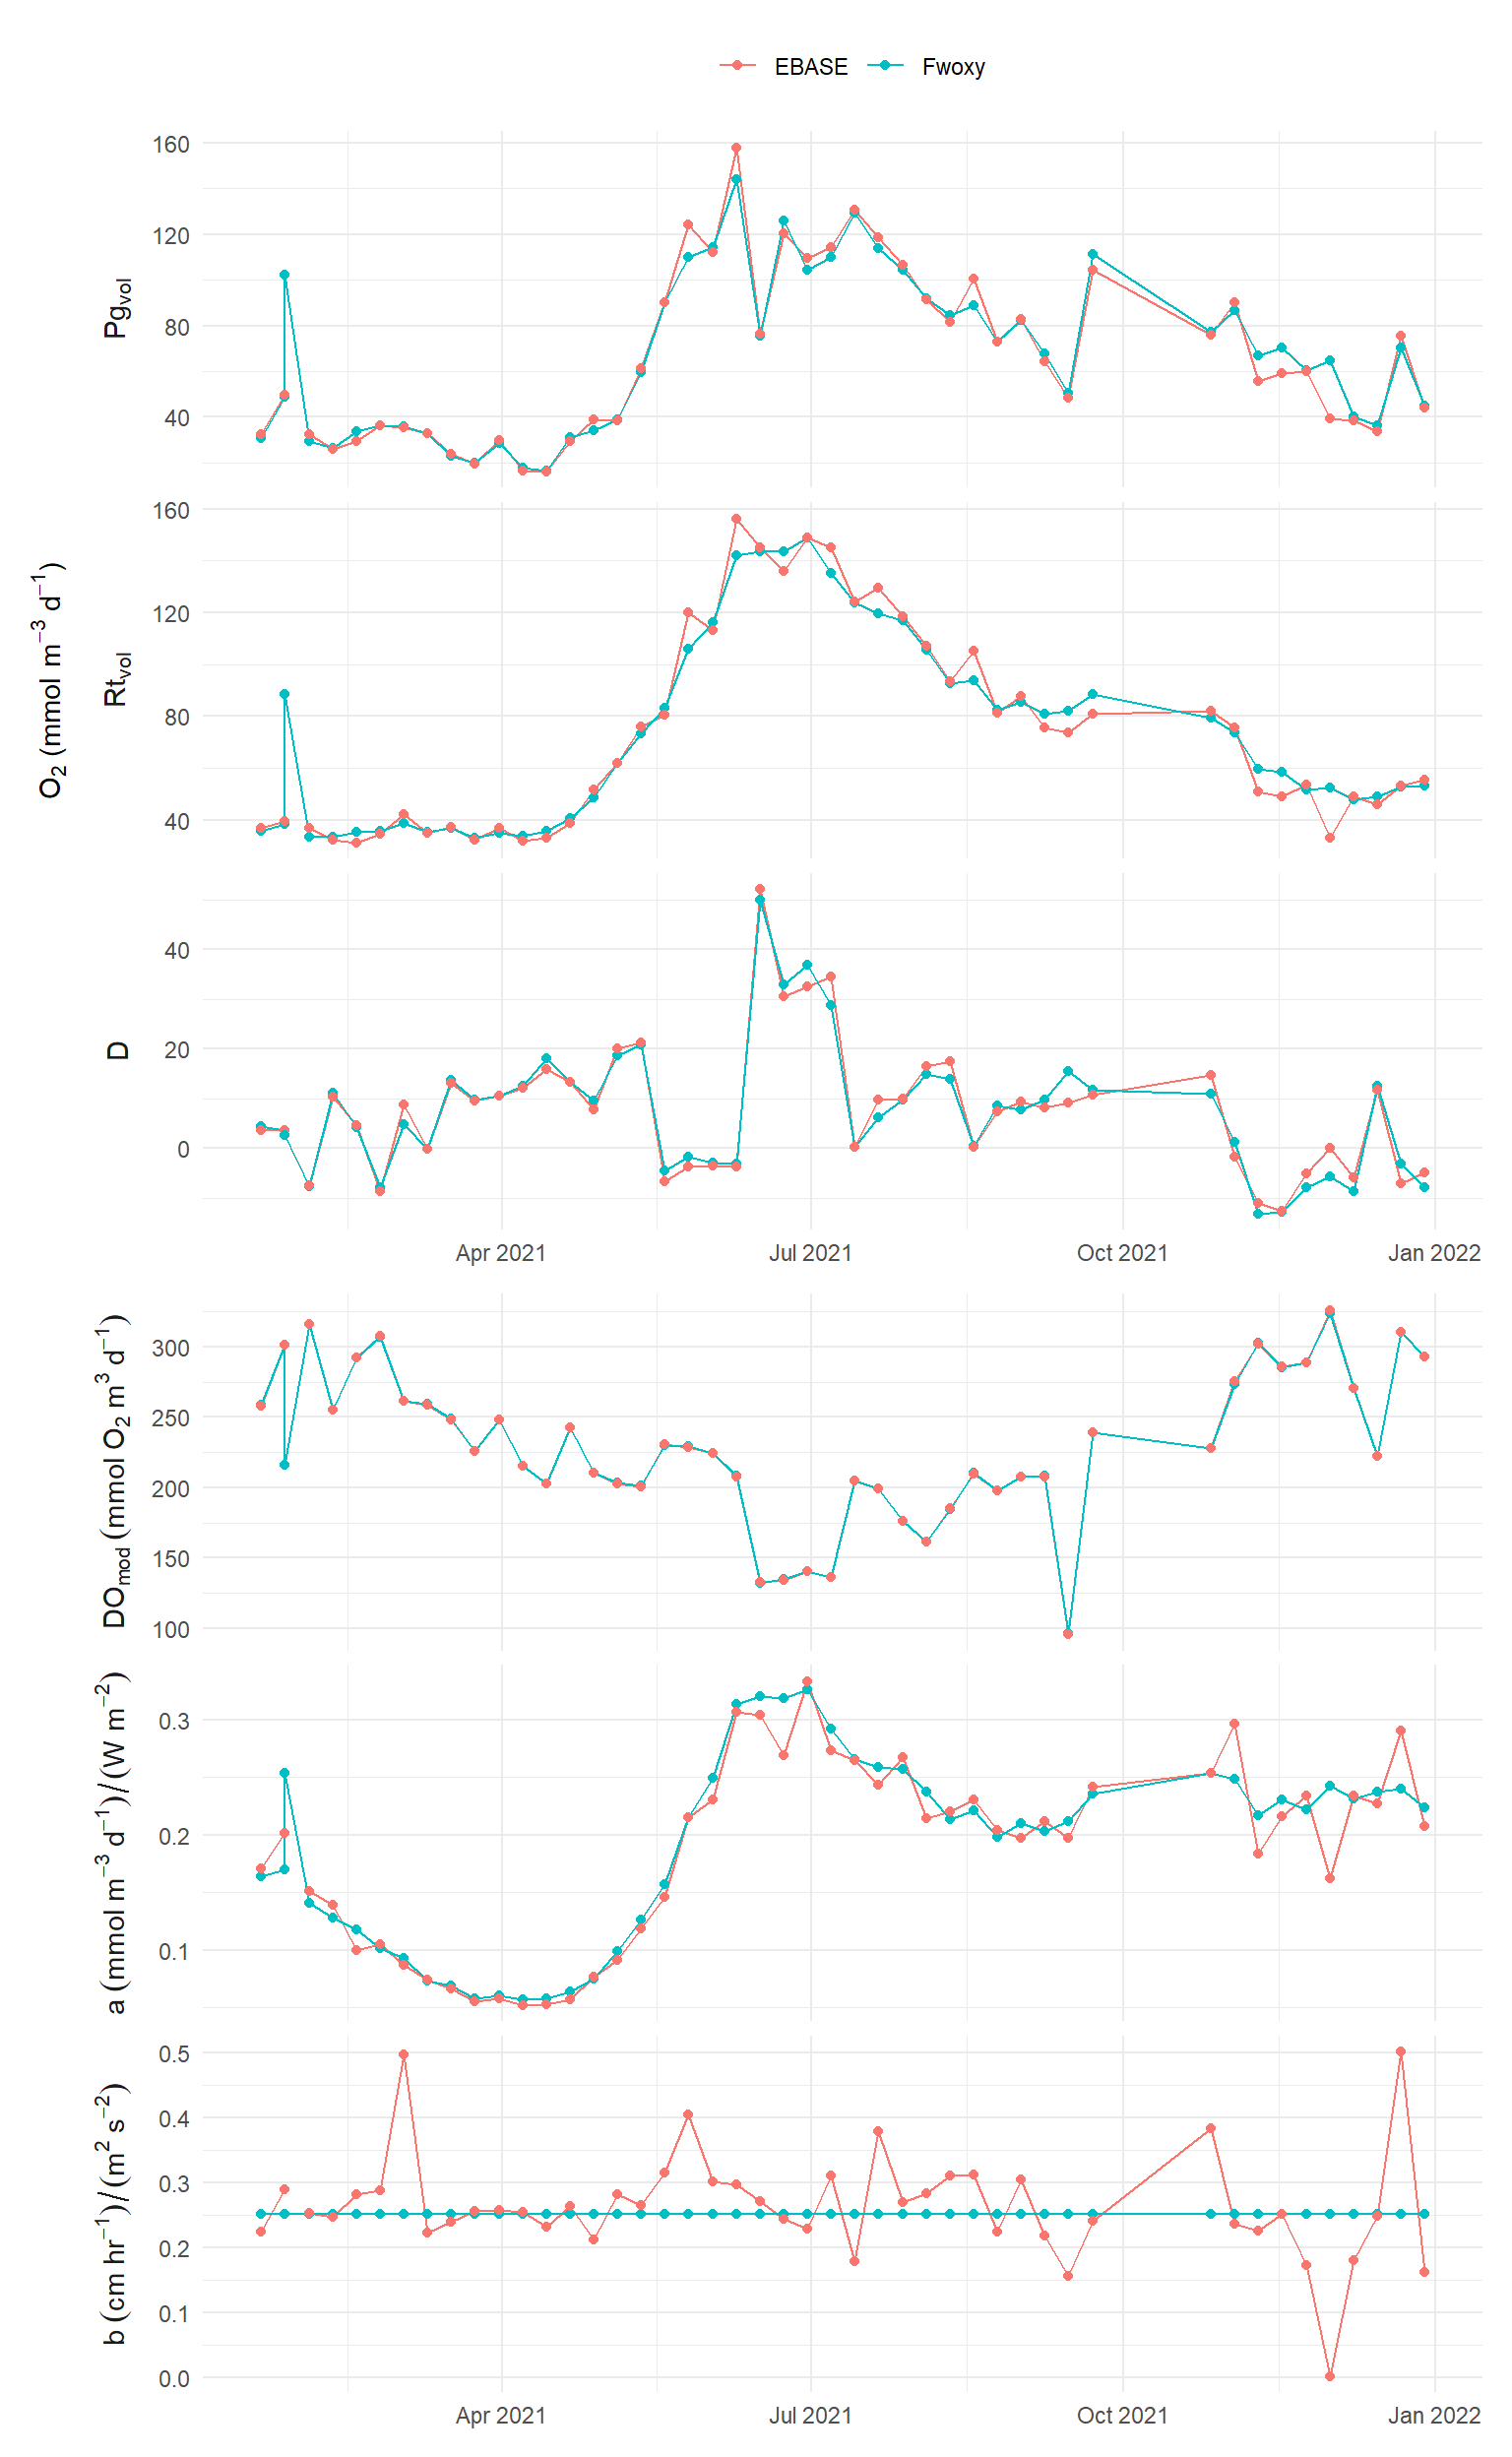 EBASE Fwoxy
160
120
80
40
Pg_vol
160
120
80
40
Rt_vol
O₂ (mmol m⁻³ d⁻¹)
40
20
0
D
Apr 2021 Jul 2021 Oct 2021 Jan 2022
300
250
200
150
100
DO_mod (mmol O₂ m³ d⁻¹)
0.3
0.2
0.1
a (mmol m⁻³ d⁻¹)/(W m⁻²)
0.5
0.4
0.3
0.2
0.1
0.0
b (cm hr⁻¹)/(m² s⁻²)
Apr 2021 Jul 2021 Oct 2021 Jan 2022